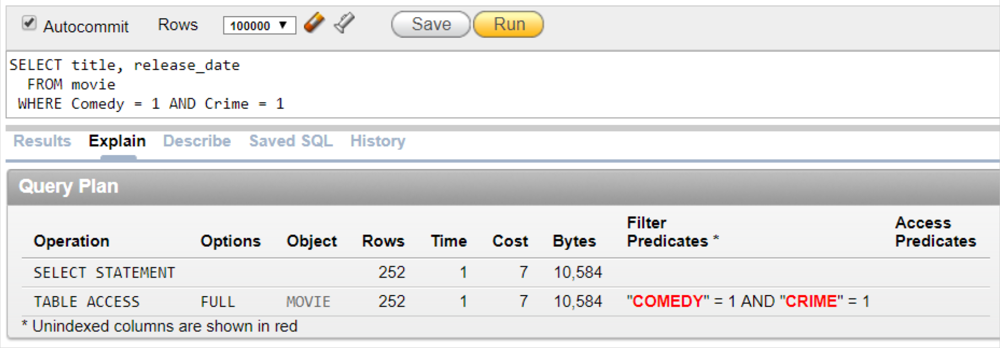 Autocommit Rows 100000 Save Run
SELECT title, release_date
FROM movie
WHERE Comedy = 1 AND Crime = 1
Results Explain Describe Saved SQL History
Query Plan
Operation Options Object Rows Time Cost Bytes Filter Predicates * Access Predicates
SELECT STATEMENT 252 1 7 10,584
TABLE ACCESS FULL MOVIE 252 1 7 10,584 "COMEDY" = 1 AND "CRIME" = 1
* Unindexed columns are shown in red